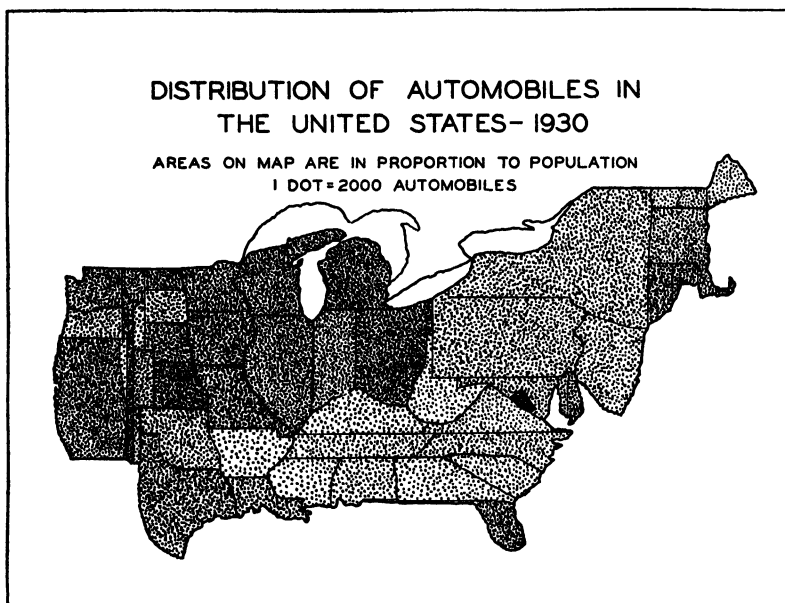 DISTRIBUTION OF AUTOMOBILES IN
THE UNITED STATES-1930
AREAS ON MAP ARE IN PROPORTION TO POPULATION
1 DOT=2000 AUTOMOBILES